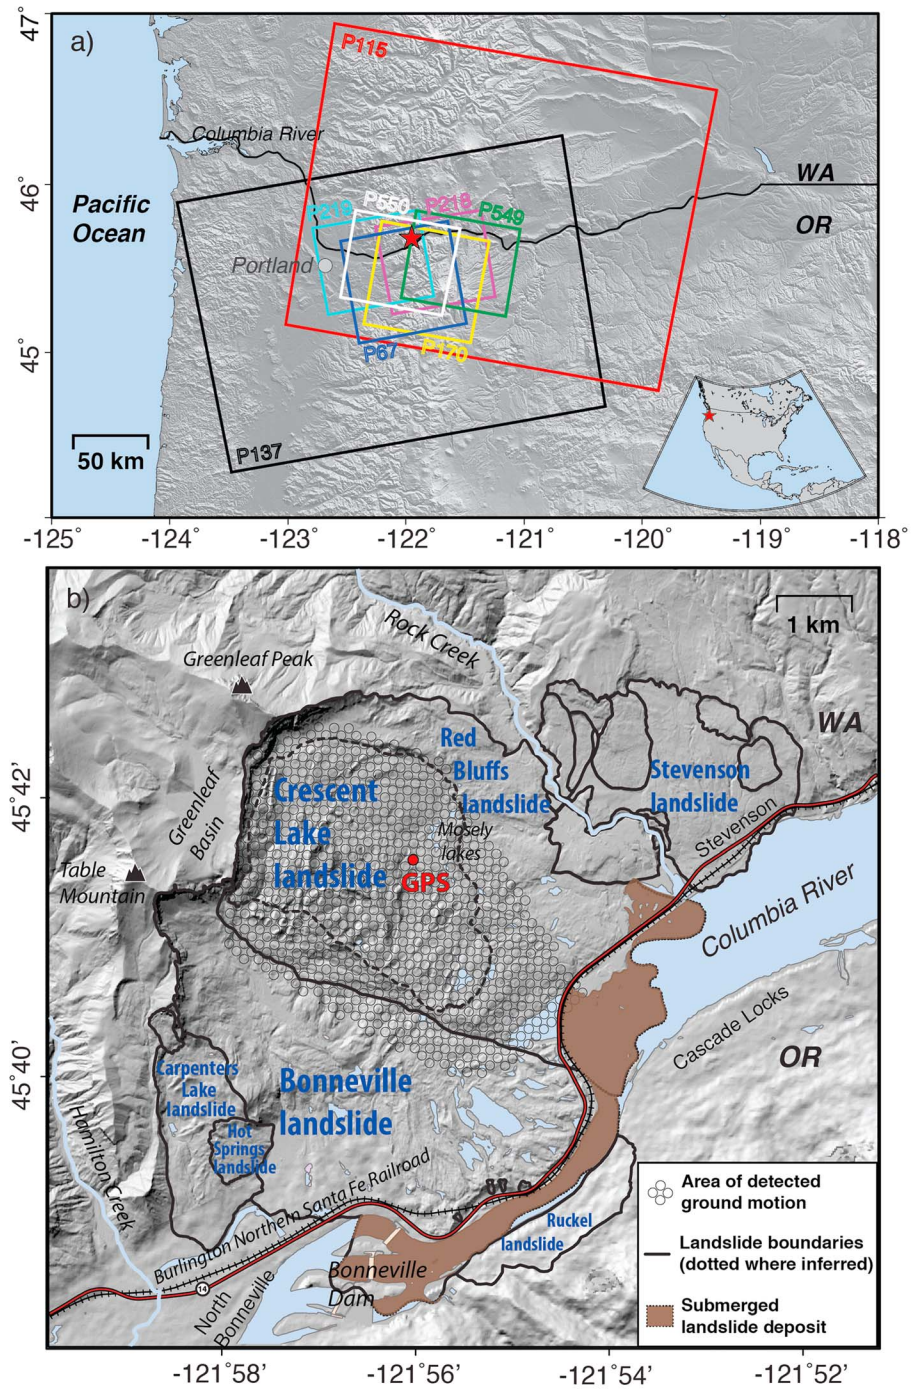 47°
a)
P115
Columbia River
46°
WA
OR
Pacific
Ocean
P219
P550
P218
P549
Portland
45°
P67
P170
P137
50 km
-125°
-124°
-123°
-122°
-121°
-120°
-119°
-118°
b)
Rock Creek
1 km
Greenleaf Peak
WA
Red
Bluffs
landslide
Stevenson
landslide
45°42'
Crescent
Lake
landslide
Greenleaf
Basin
Mosely
lakes
Stevenson
GPS
Table
Mountain
Columbia River
Cascade Locks
OR
45°40'
Carpenters
Lake
landslide
Bonneville
landslide
Hot
Springs
landslide
Hamilton Creek
Burlington Northern Santa Fe Railroad
Ruckel
landslide
14
North
Bonneville
Bonneville
Dam
Area of detected
ground motion
Landslide boundaries
(dotted where inferred)
Submerged
landslide deposit
-121°58'
-121°56'
-121°54'
-121°52'